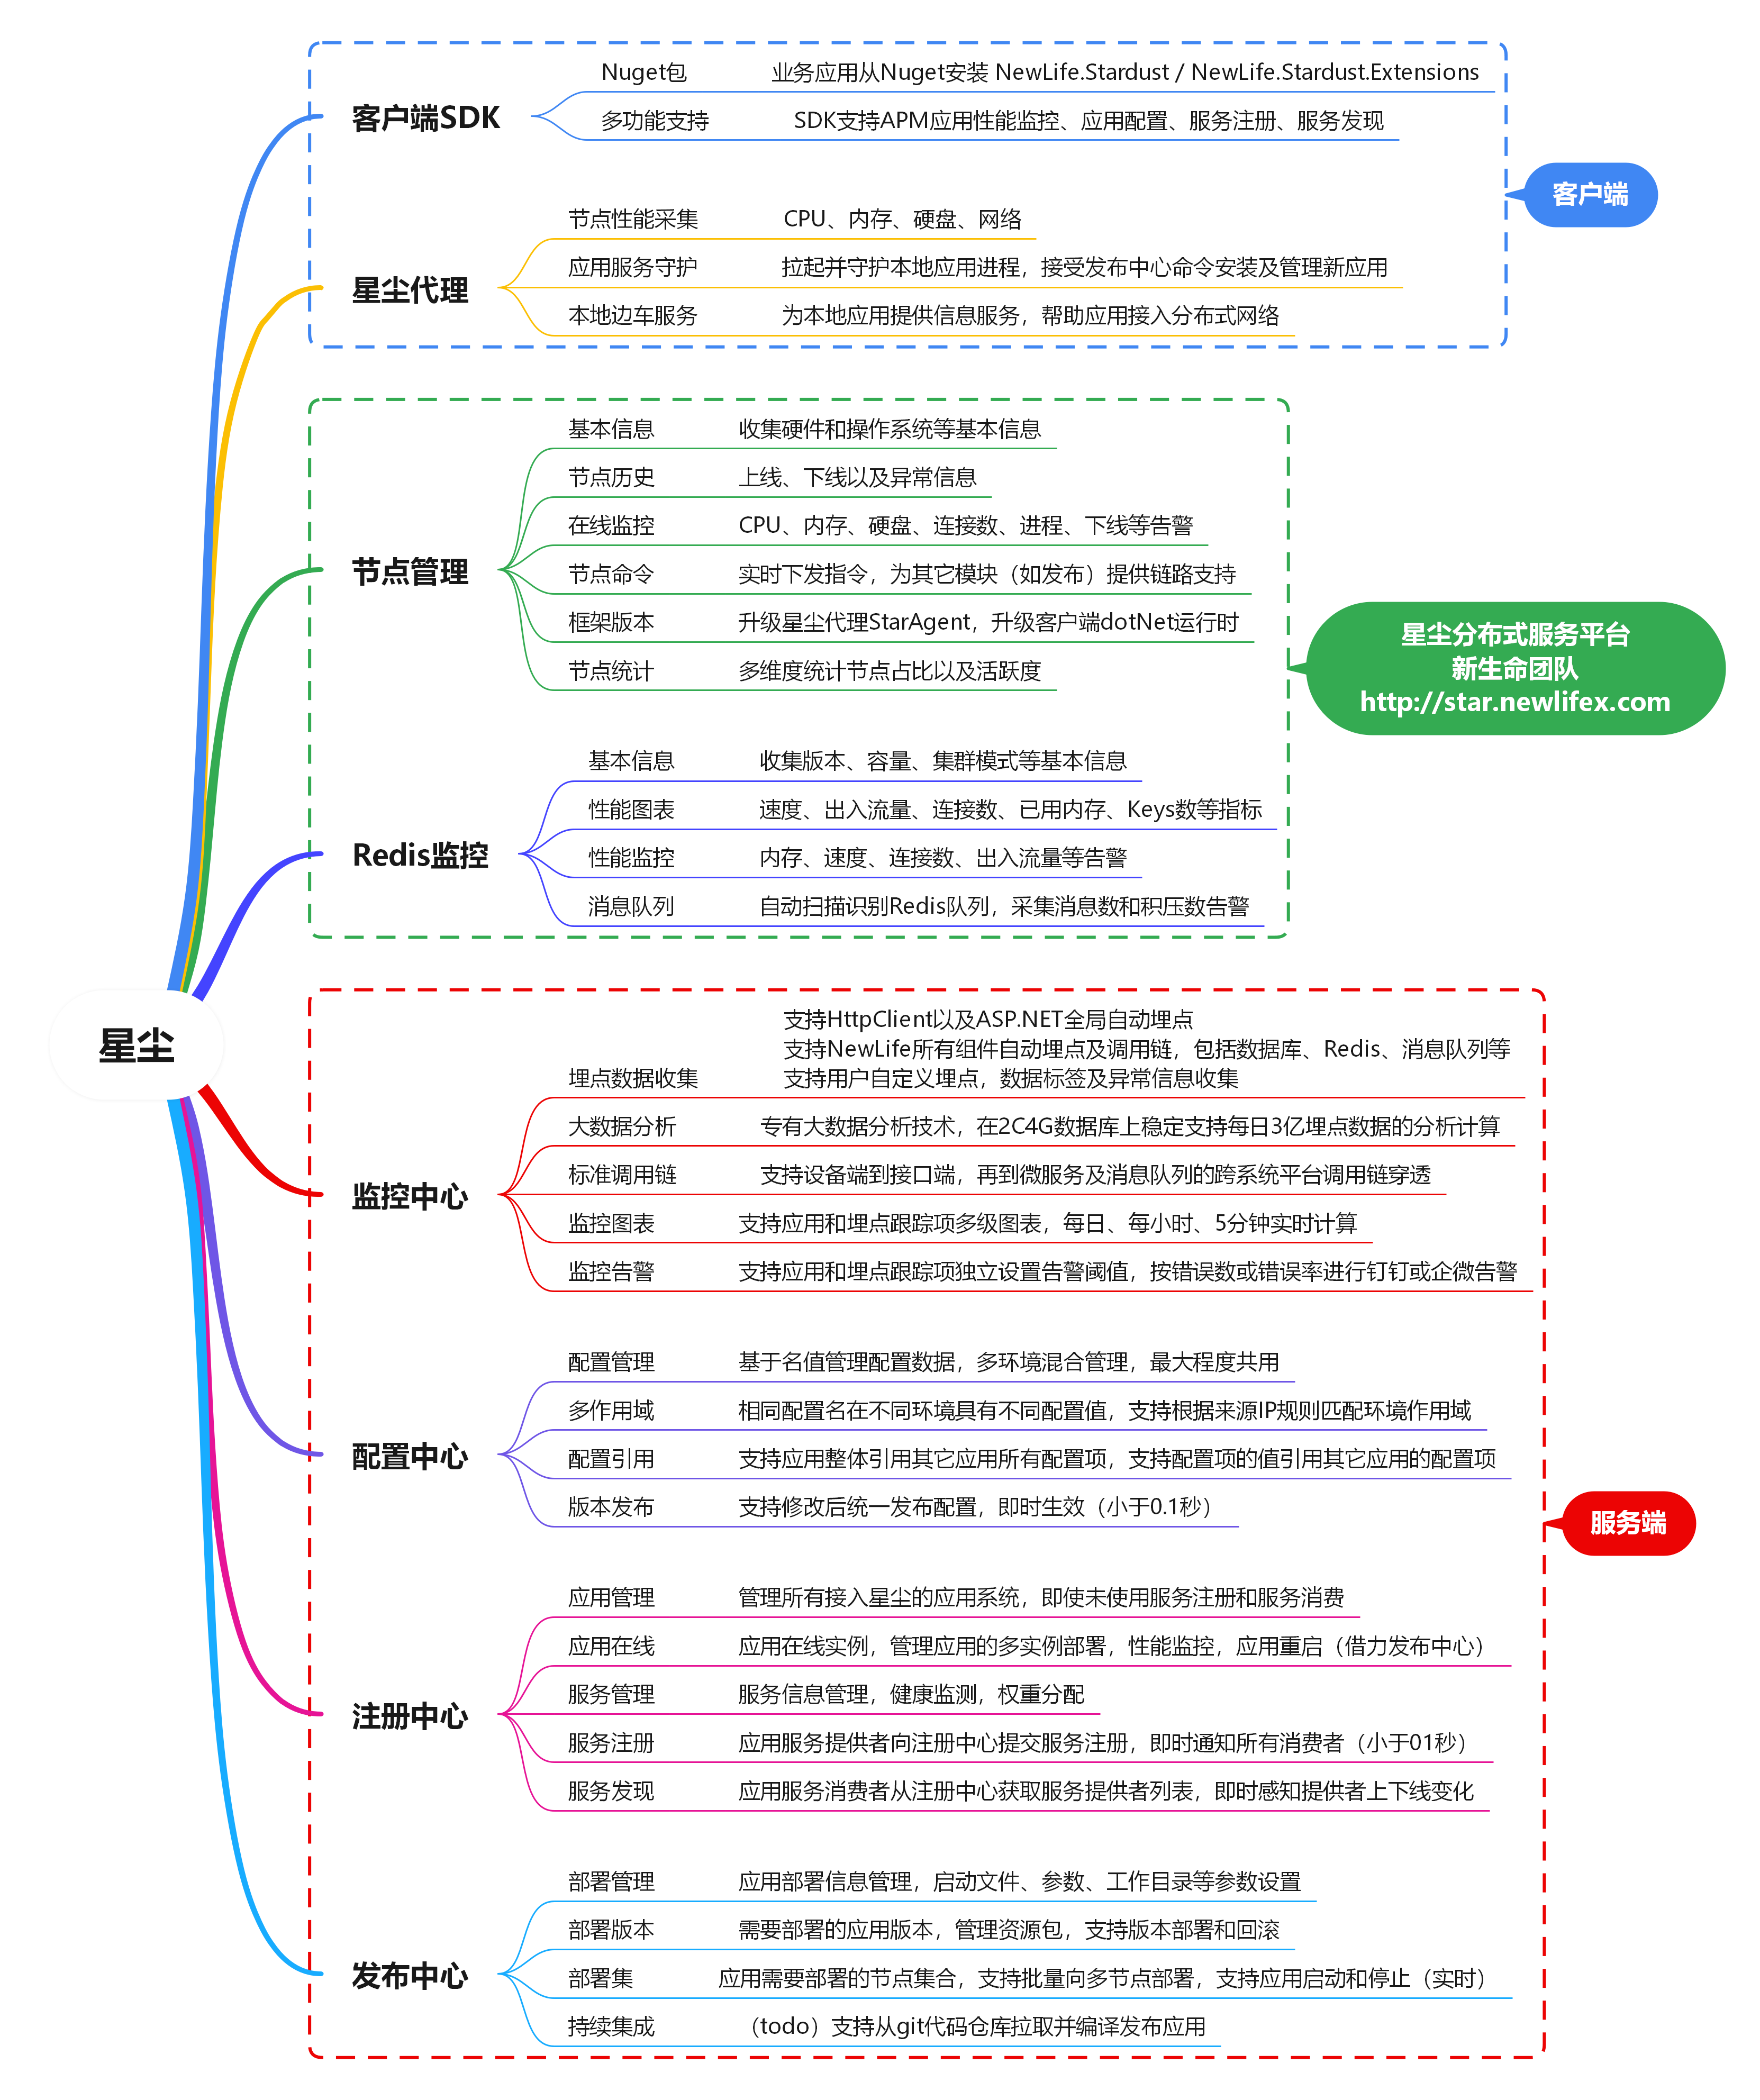 星尘
客户端SDK
Nuget包 业务应用从Nuget安装 NewLife.Stardust / NewLife.Stardust.Extensions
多功能支持 SDK支持APM应用性能监控、应用配置、服务注册、服务发现
星尘代理
节点性能采集 CPU、内存、硬盘、网络
应用服务守护 拉起并守护本地应用进程，接受发布中心命令安装及管理新应用
本地边车服务 为本地应用提供信息服务，帮助应用接入分布式网络
客户端
节点管理
基本信息 收集硬件和操作系统等基本信息
节点历史 上线、下线以及异常信息
在线监控 CPU、内存、硬盘、连接数、进程、下线等告警
节点命令 实时下发指令，为其它模块（如发布）提供链路支持
框架版本 升级星尘代理StarAgent，升级客户端dotNet运行时
节点统计 多维度统计节点占比以及活跃度
Redis监控
基本信息 收集版本、容量、集群模式等基本信息
性能图表 速度、出入流量、连接数、已用内存、Keys数等指标
性能监控 内存、速度、连接数、出入流量等告警
消息队列 自动扫描识别Redis队列，采集消息数和积压数告警
星尘分布式服务平台
新生命团队
http://star.newlifex.com
监控中心
埋点数据收集
支持HttpClient以及ASP.NET全局自动埋点
支持NewLife所有组件自动埋点及调用链，包括数据库、Redis、消息队列等
支持用户自定义埋点，数据标签及异常信息收集
大数据分析 专有大数据分析技术，在2C4G数据库上稳定支持每日3亿埋点数据的分析计算
标准调用链 支持设备端到接口端，再到微服务及消息队列的跨系统平台调用链穿透
监控图表 支持应用和埋点跟踪项多级图表，每日、每小时、5分钟实时计算
监控告警 支持应用和埋点跟踪项独立设置告警阈值，按错误数或错误率进行钉钉或企微告警
配置中心
配置管理 基于名值管理配置数据，多环境混合管理，最大程度共用
多作用域 相同配置名在不同环境具有不同配置值，支持根据来源IP规则匹配环境作用域
配置引用 支持应用整体引用其它应用所有配置项，支持配置项的值引用其它应用的配置项
版本发布 支持修改后统一发布配置，即时生效（小于0.1秒）
注册中心
应用管理 管理所有接入星尘的应用系统，即使未使用服务注册和服务消费
应用在线 应用在线实例，管理应用的多实例部署，性能监控，应用重启（借力发布中心）
服务管理 服务信息管理，健康监测，权重分配
服务注册 应用服务提供者向注册中心提交服务注册，即时通知所有消费者（小于01秒）
服务发现 应用服务消费者从注册中心获取服务提供者列表，即时感知提供者上下线变化
发布中心
部署管理 应用部署信息管理，启动文件、参数、工作目录等参数设置
部署版本 需要部署的应用版本，管理资源包，支持版本部署和回滚
部署集 应用需要部署的节点集合，支持批量向多节点部署，支持应用启动和停止（实时）
持续集成 （todo）支持从git代码仓库拉取并编译发布应用
服务端